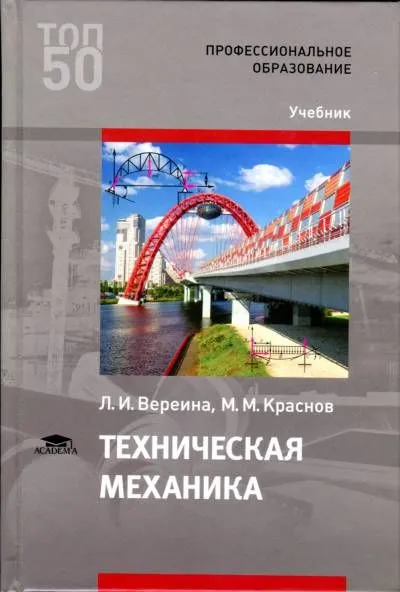 ТОП
50
ПРОФЕССИОНАЛЬНОЕ
ОБРАЗОВАНИЕ
Учебник
Л. И. Вереина, М. М. Краснов
ACADEMA
ТЕХНИЧЕСКАЯ
МЕХАНИКА